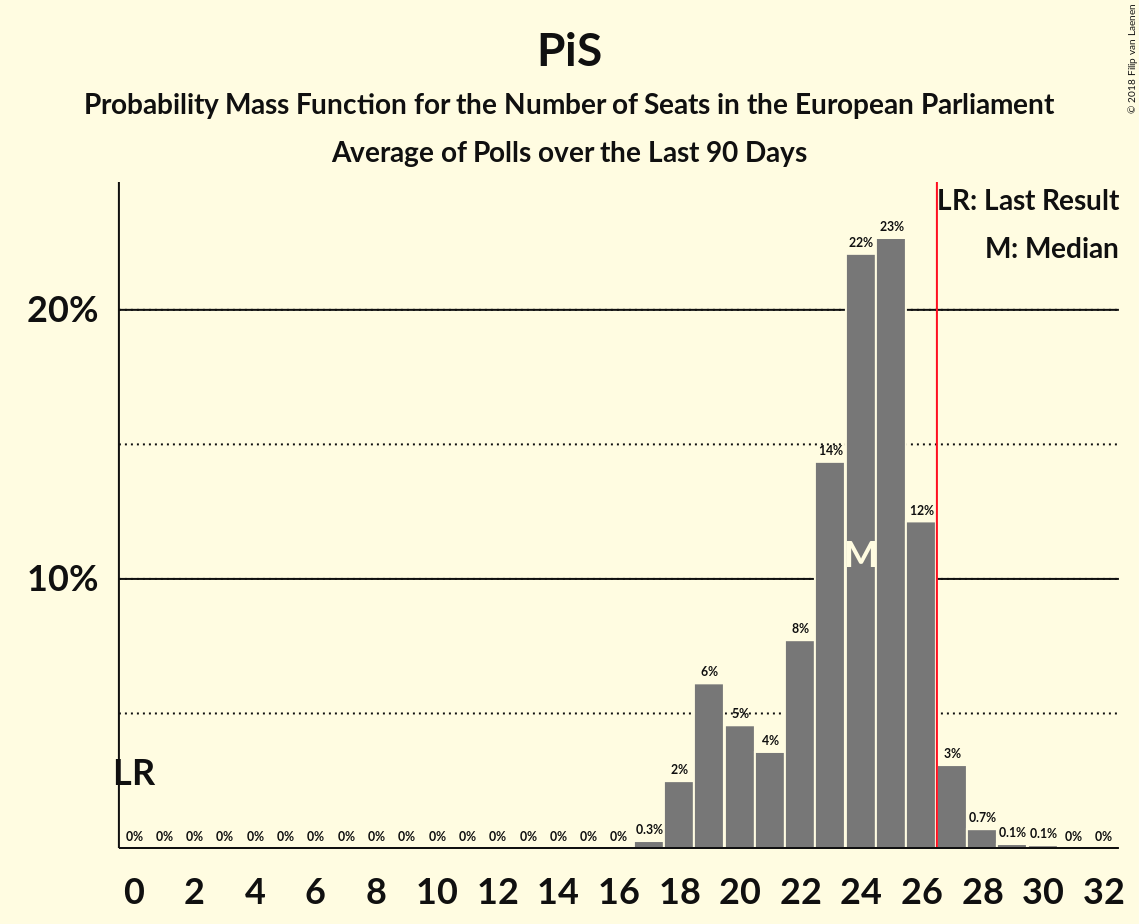 PiS
Probability Mass Function for the Number of Seats in the European Parliament
Average of Polls over the Last 90 Days
© 2018 Filip van Laenen
LR: Last Result
M: Median
20%
10%
LR
M
0% 0% 0% 0% 0% 0% 0% 0% 0% 0% 0% 0% 0% 0% 0% 0% 0% 0.3% 2% 6% 5% 4% 8% 14% 22% 23% 12% 3% 0.7% 0.1% 0.1% 0% 0%
0 2 4 6 8 10 12 14 16 18 20 22 24 26 28 30 32